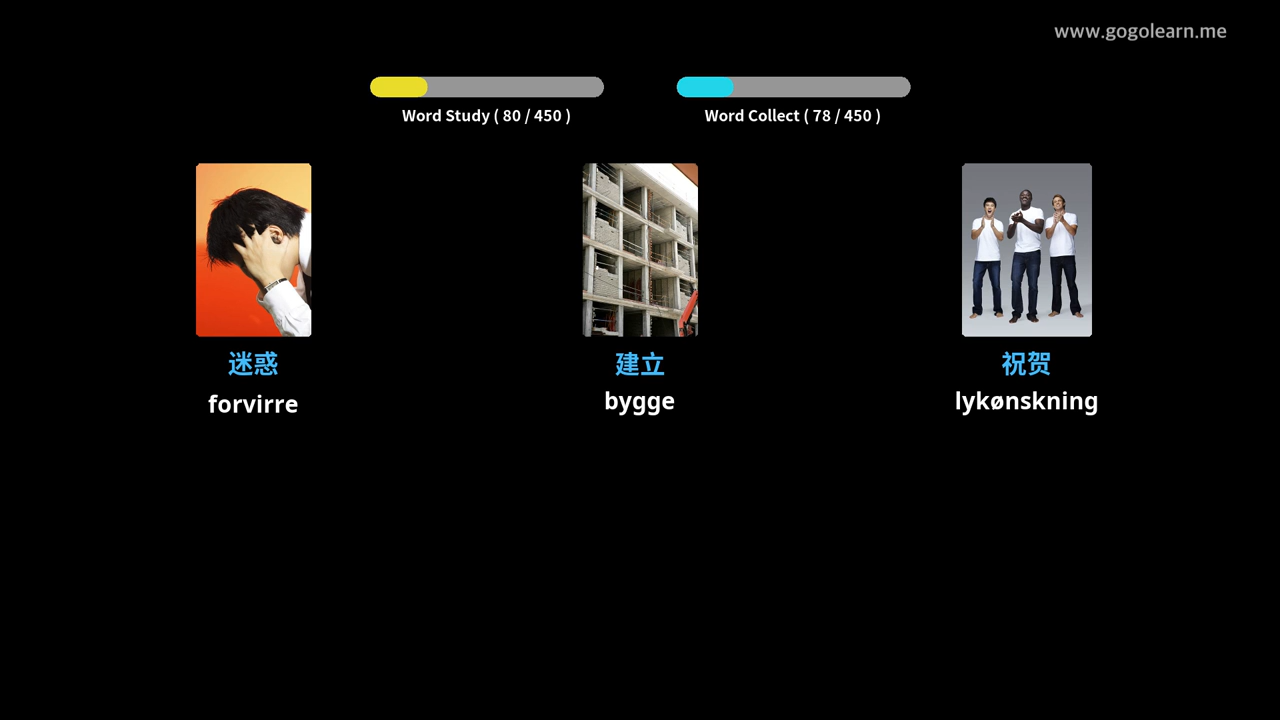 www.gogolearn.me
Word Study ( 80 / 450 )
Word Collect ( 78 / 450 )
迷惑
forvirre
建立
bygge
祝贺
lykønskning